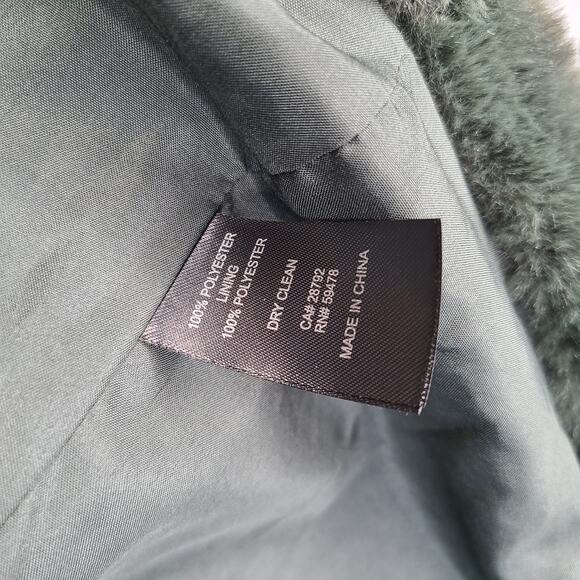 100% POLYESTER
LINING
100% POLYESTER
DRY CLEAN
CA# 28792
RN# 59478
MADE IN CHINA